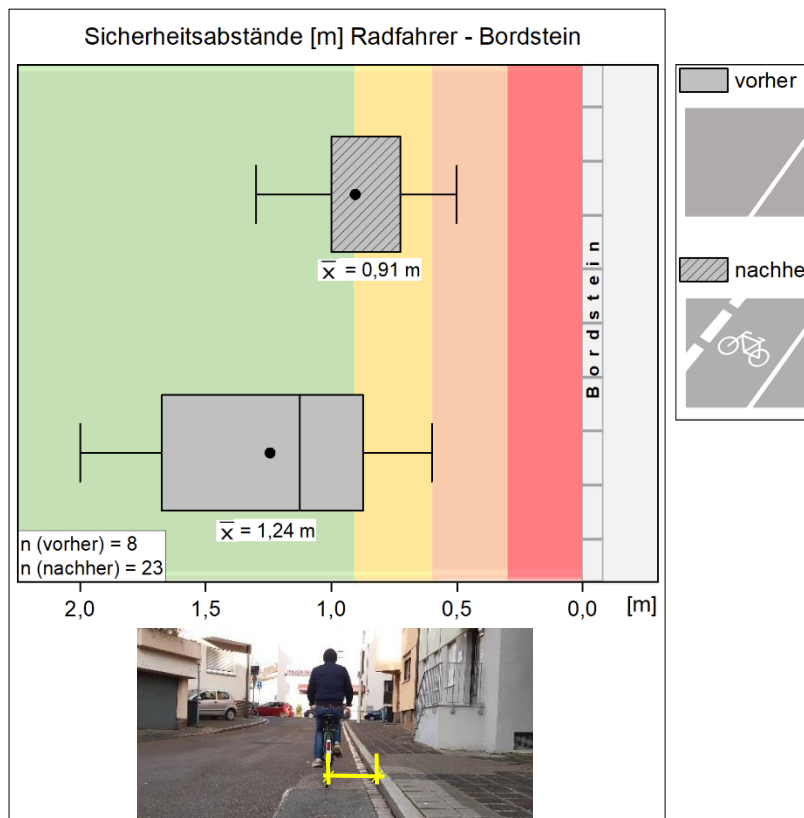 Sicherheitsabstände [m] Radfahrer - Bordstein
vorher
nachhe
x = 0,91 m
Bordstein
x = 1,24 m
n (vorher) = 8
n (nachher) = 23
2,0 1,5 1,0 0,5 0,0 [m]